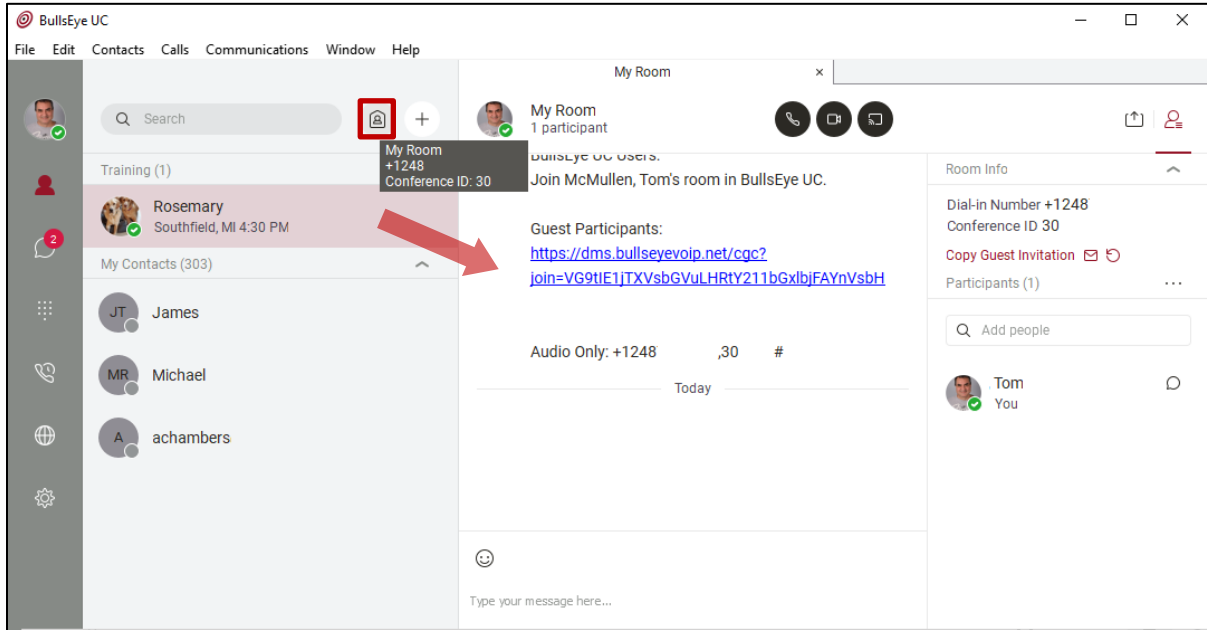 BullsEye UC
File Edit Contacts Calls Communications Window Help
My Room
Search
My Room
+1248
Conference ID: 30
Training (1)
Rosemary
Southfield, MI 4:30 PM
My Contacts (303)
JT James
MR Michael
A achambers
2
My Room
1 participant
BullsEye UC Users:
Join McMullen, Tom's room in BullsEye UC.
Guest Participants:
https://dms.bullseyevoip.net/cgc?
join=VG9tIE1jTXVsbGVuLHRtY211bGxlbjFAYnVsbH
Audio Only: +1248 ,30 #
Today
Type your message here...
Room Info
Dial-in Number +1248
Conference ID 30
Copy Guest Invitation
Participants (1)
Add people
Tom
You